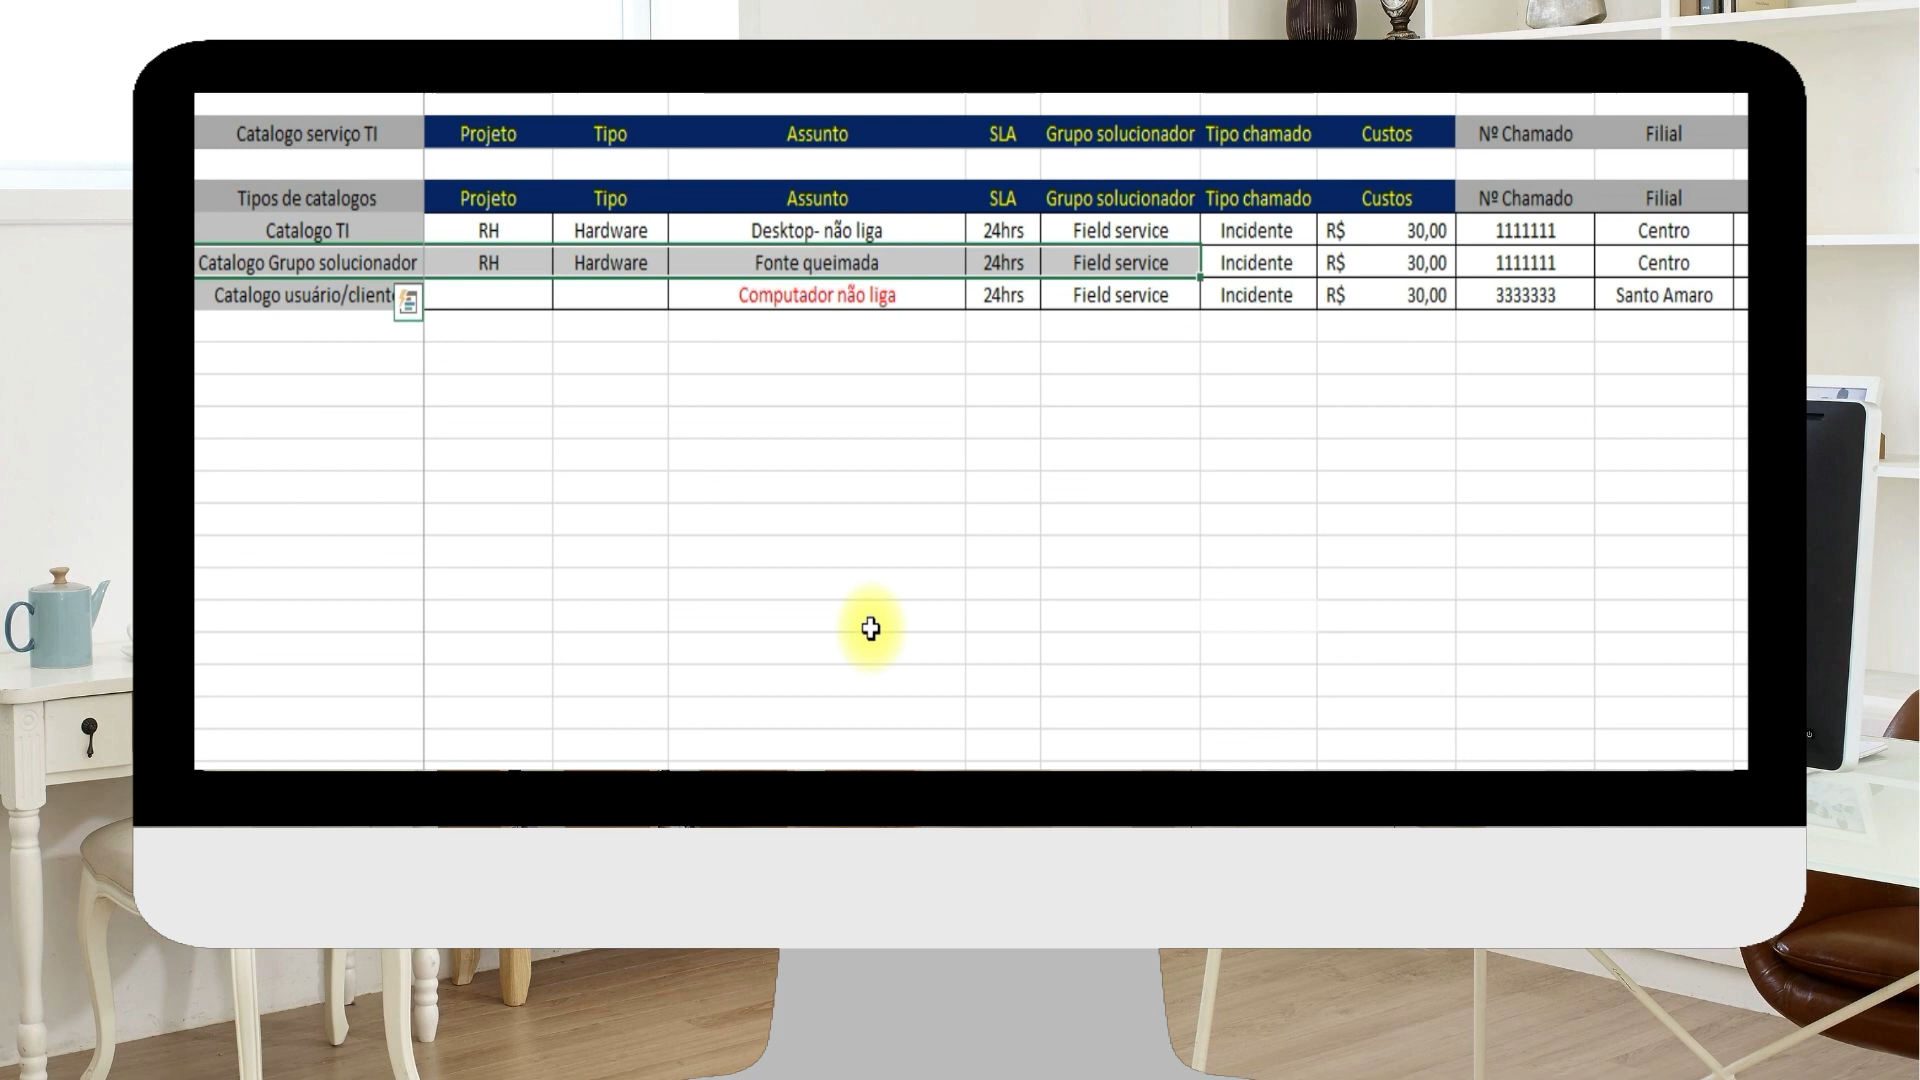 Catalogo serviço TI Projeto Tipo Assunto SLA Grupo solucionador Tipo chamado Custos Nº Chamado Filial
Tipos de catalogos Projeto Tipo Assunto SLA Grupo solucionador Tipo chamado Custos Nº Chamado Filial
Catalogo TI RH Hardware Desktop- não liga 24hrs Field service Incidente R$ 30,00 1111111 Centro
Catalogo Grupo solucionador RH Hardware Fonte queimada 24hrs Field service Incidente R$ 30,00 1111111 Centro
Catalogo usuário/cliente Computador não liga 24hrs Field service Incidente R$ 30,00 3333333 Santo Amaro